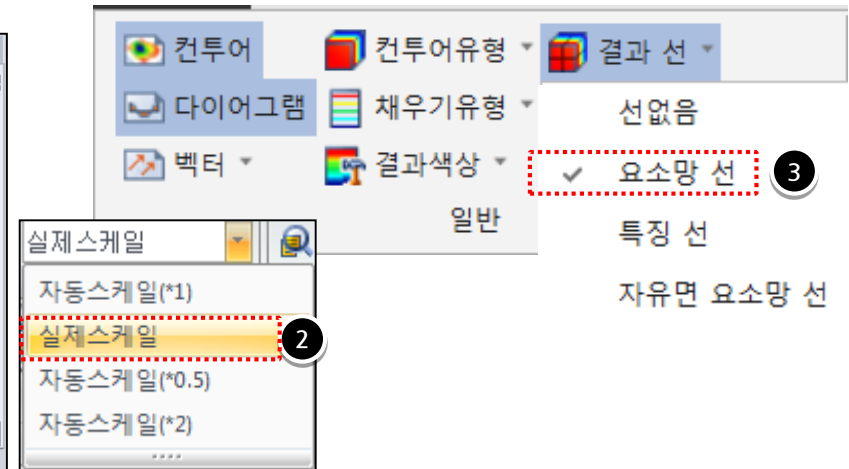 컨투어 컨투어유형 결과 선
다이어그램 채우기유형 선없음
벡터 결과색상 요소망 선 3
일반 특징 선
자유면 요소망 선
실제스케일
자동스케일(*1)
실제스케일 2
자동스케일(*0.5)
자동스케일(*2)